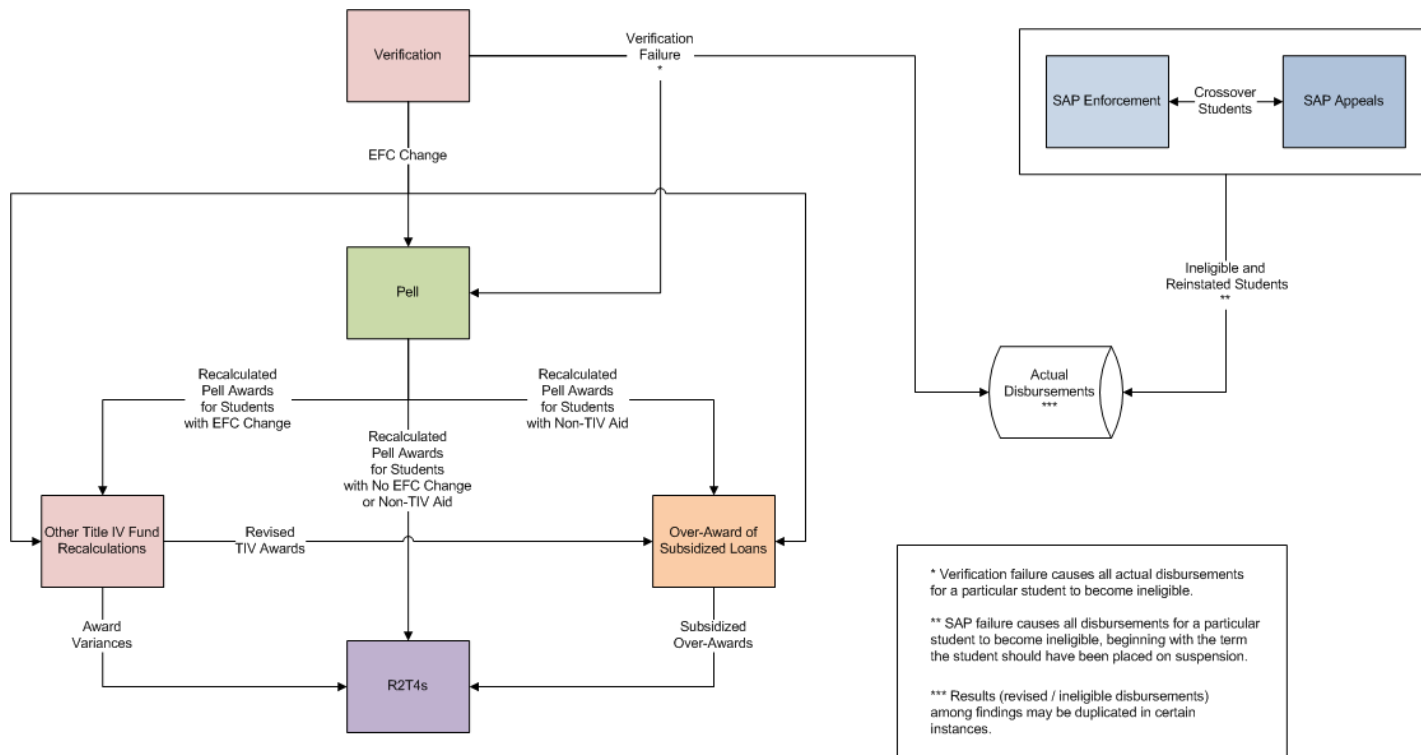 Verification
Verification
Failure
*
SAP Enforcement
Crossover
Students
SAP Appeals
EFC Change
Pell
Ineligible and
Reinstated Students
**
Actual
Disbursements
***
Recalculated
Pell Awards
for Students
with EFC Change
Recalculated
Pell Awards
for Students
with No EFC Change
or Non-TIV Aid
Recalculated
Pell Awards
for Students
with Non-TIV Aid
Other Title IV Fund
Recalculations
Revised
TIV Awards
Over-Award of
Subsidized Loans
Award
Variances
Subsidized
Over-Awards
R2T4s
* Verification failure causes all actual disbursements
for a particular student to become ineligible.
** SAP failure causes all disbursements for a particular
student to become ineligible, beginning with the term
the student should have been placed on suspension.
*** Results (revised / ineligible disbursements)
among findings may be duplicated in certain
instances.